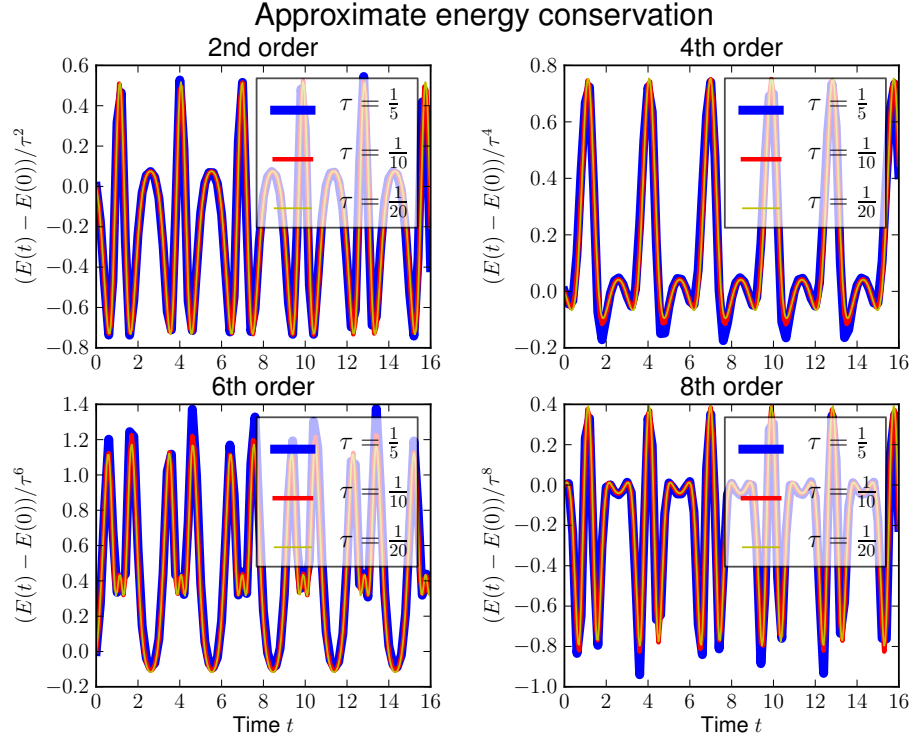 Approximate energy conservation
2nd order
(E(t) − E(0))/τ²
0.6
0.4
0.2
0.0
−0.2
−0.4
−0.6
−0.8
0 2 4 6 8 10 12 14 16
τ = 1/5
τ = 1/10
τ = 1/20
4th order
(E(t) − E(0))/τ⁴
0.8
0.6
0.4
0.2
0.0
−0.2
0 2 4 6 8 10 12 14 16
τ = 1/5
τ = 1/10
τ = 1/20
6th order
(E(t) − E(0))/τ⁶
1.4
1.2
1.0
0.8
0.6
0.4
0.2
0.0
−0.2
0 2 4 6 8 10 12 14 16
Time t
τ = 1/5
τ = 1/10
τ = 1/20
8th order
(E(t) − E(0))/τ⁸
0.4
0.2
0.0
−0.2
−0.4
−0.6
−0.8
−1.0
0 2 4 6 8 10 12 14 16
Time t
τ = 1/5
τ = 1/10
τ = 1/20